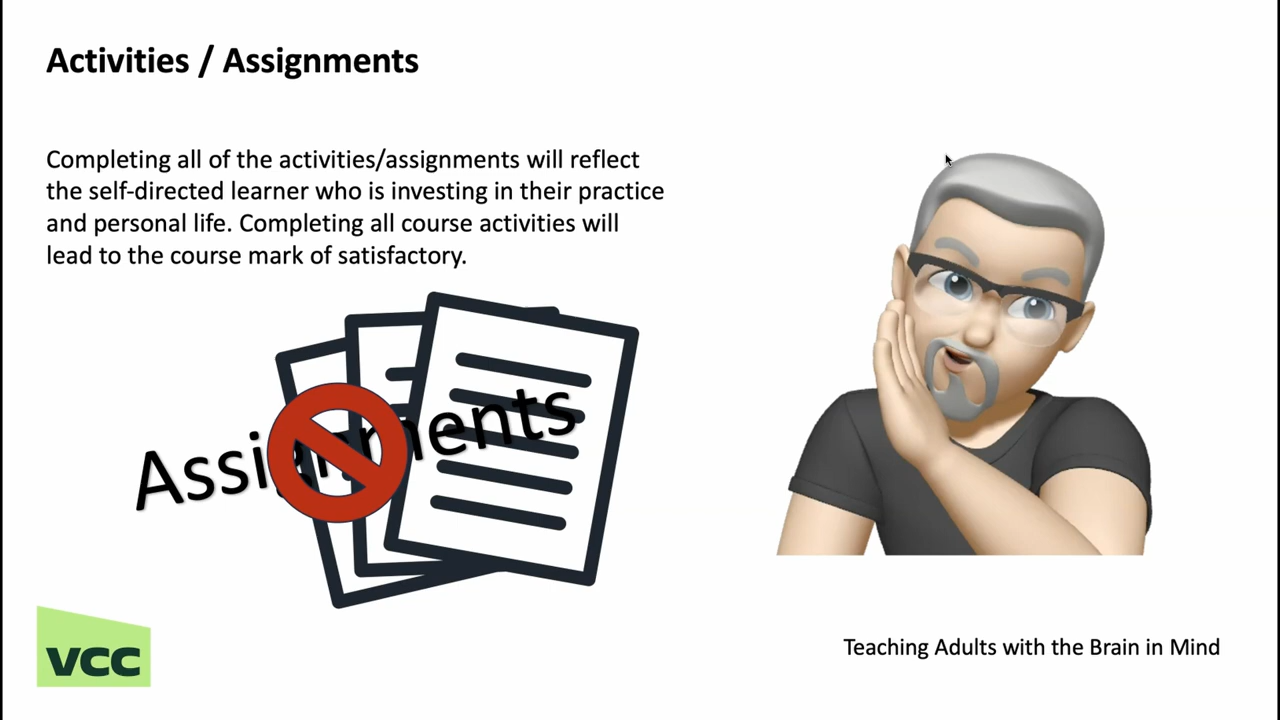 Activities / Assignments
Completing all of the activities/assignments will reflect
the self-directed learner who is investing in their practice
and personal life. Completing all course activities will
lead to the course mark of satisfactory.
Assignments
vcc
Teaching Adults with the Brain in Mind